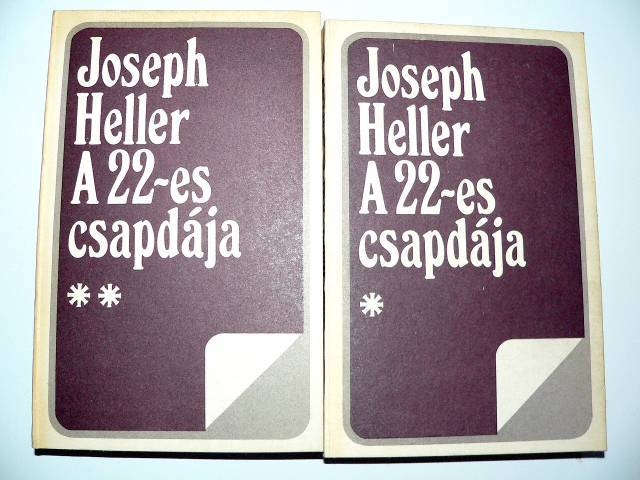 Joseph
Heller
A 22-es
csapdája
**
Joseph
Heller
A 22-es
csapdája
*